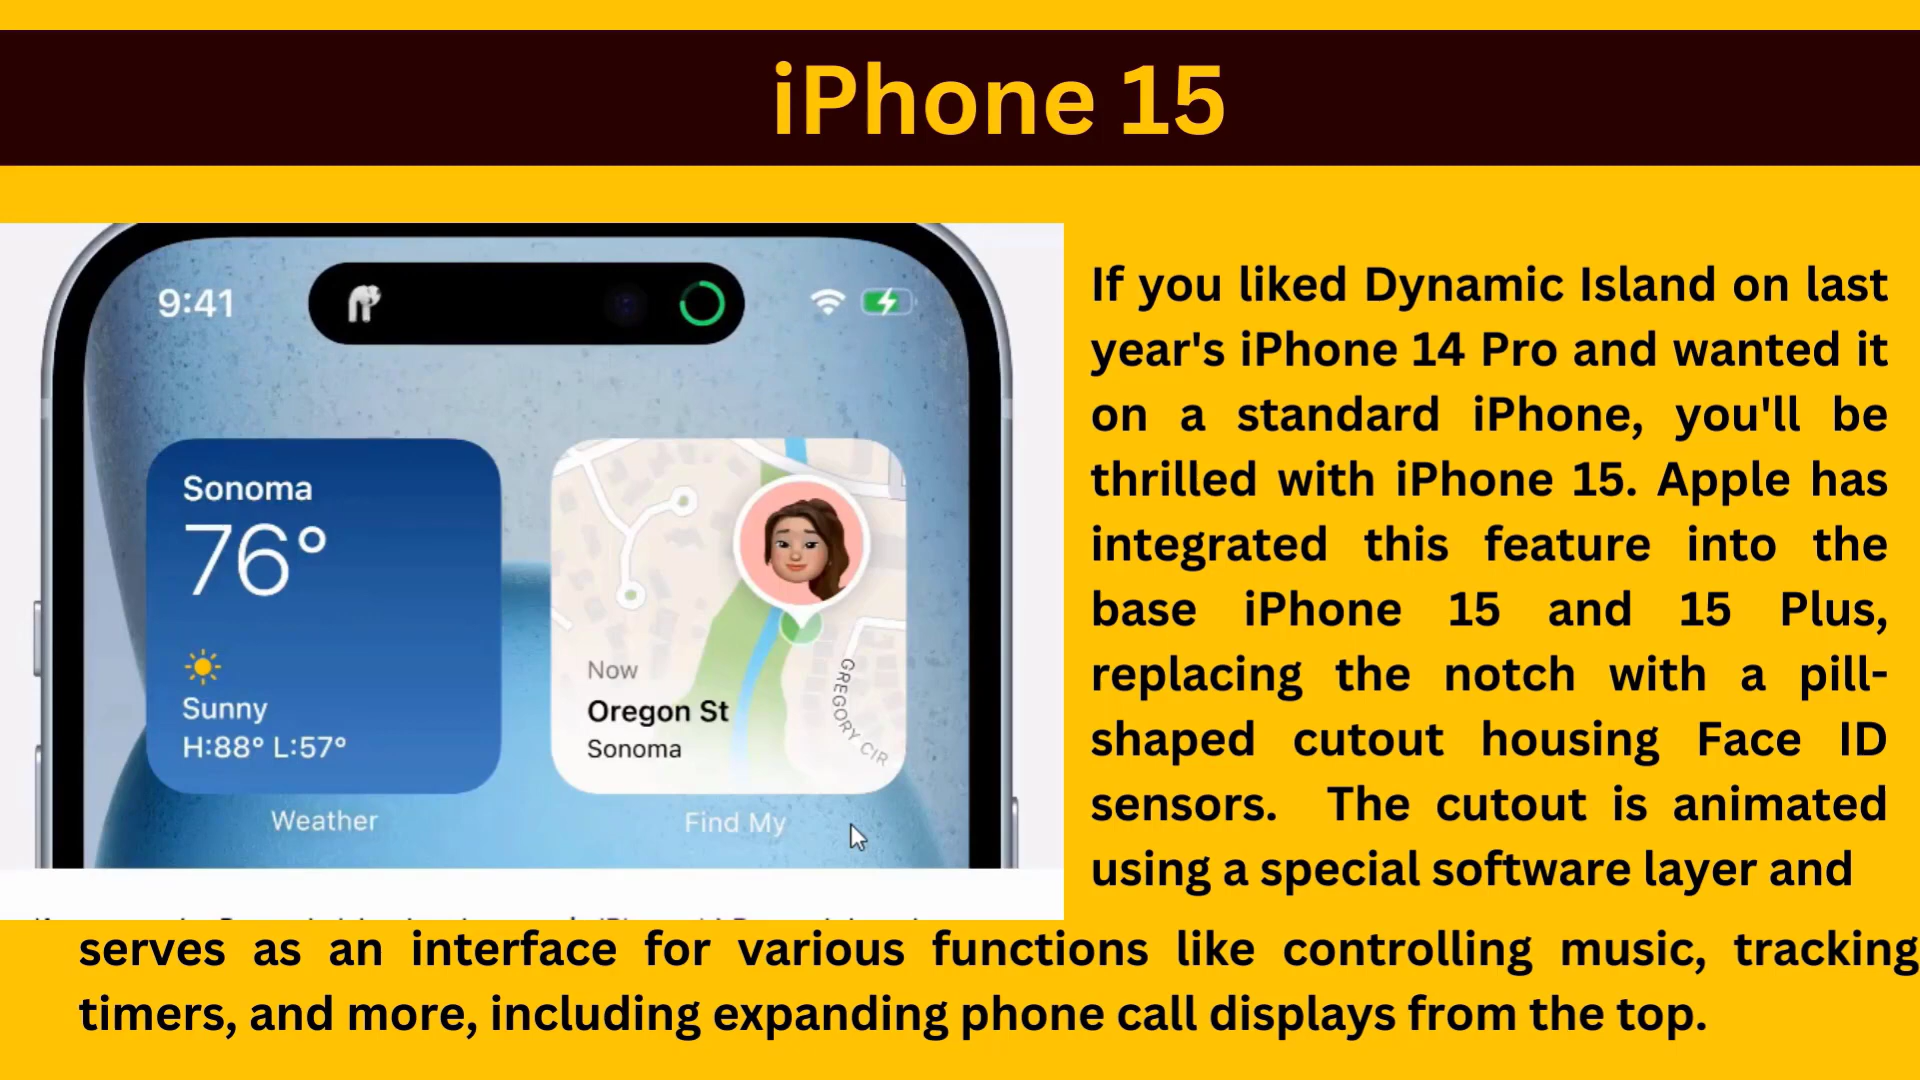 iPhone 15
9:41
Sonoma
76°
Sunny
H:88° L:57°
Weather
Now
Oregon St
Sonoma
GREGORY CIR
Find My
If you liked Dynamic Island on last
year's iPhone 14 Pro and wanted it
on a standard iPhone, you'll be
thrilled with iPhone 15. Apple has
integrated this feature into the
base iPhone 15 and 15 Plus,
replacing the notch with a pill-
shaped cutout housing Face ID
sensors. The cutout is animated
using a special software layer and
serves as an interface for various functions like controlling music, tracking
timers, and more, including expanding phone call displays from the top.